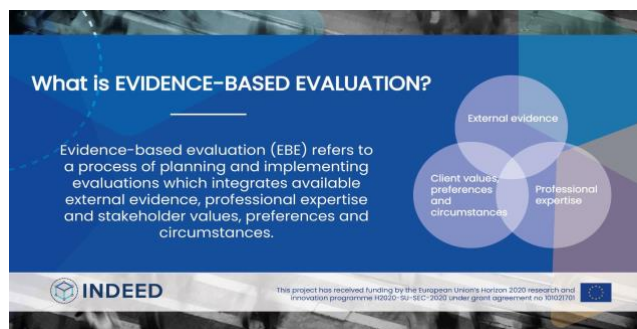 What is EVIDENCE-BASED EVALUATION?
Evidence-based evaluation (EBE) refers to
a process of planning and implementing
evaluations which integrates available
external evidence, professional expertise
and stakeholder values, preferences and
circumstances.
External evidence
Client values,
preferences
and
circumstances
Professional
expertise
INDEED
This project has received funding by the European Union's Horizon 2020 research and
innovation programme H2020-SU-SEC-2020 under grant agreement no 101021701